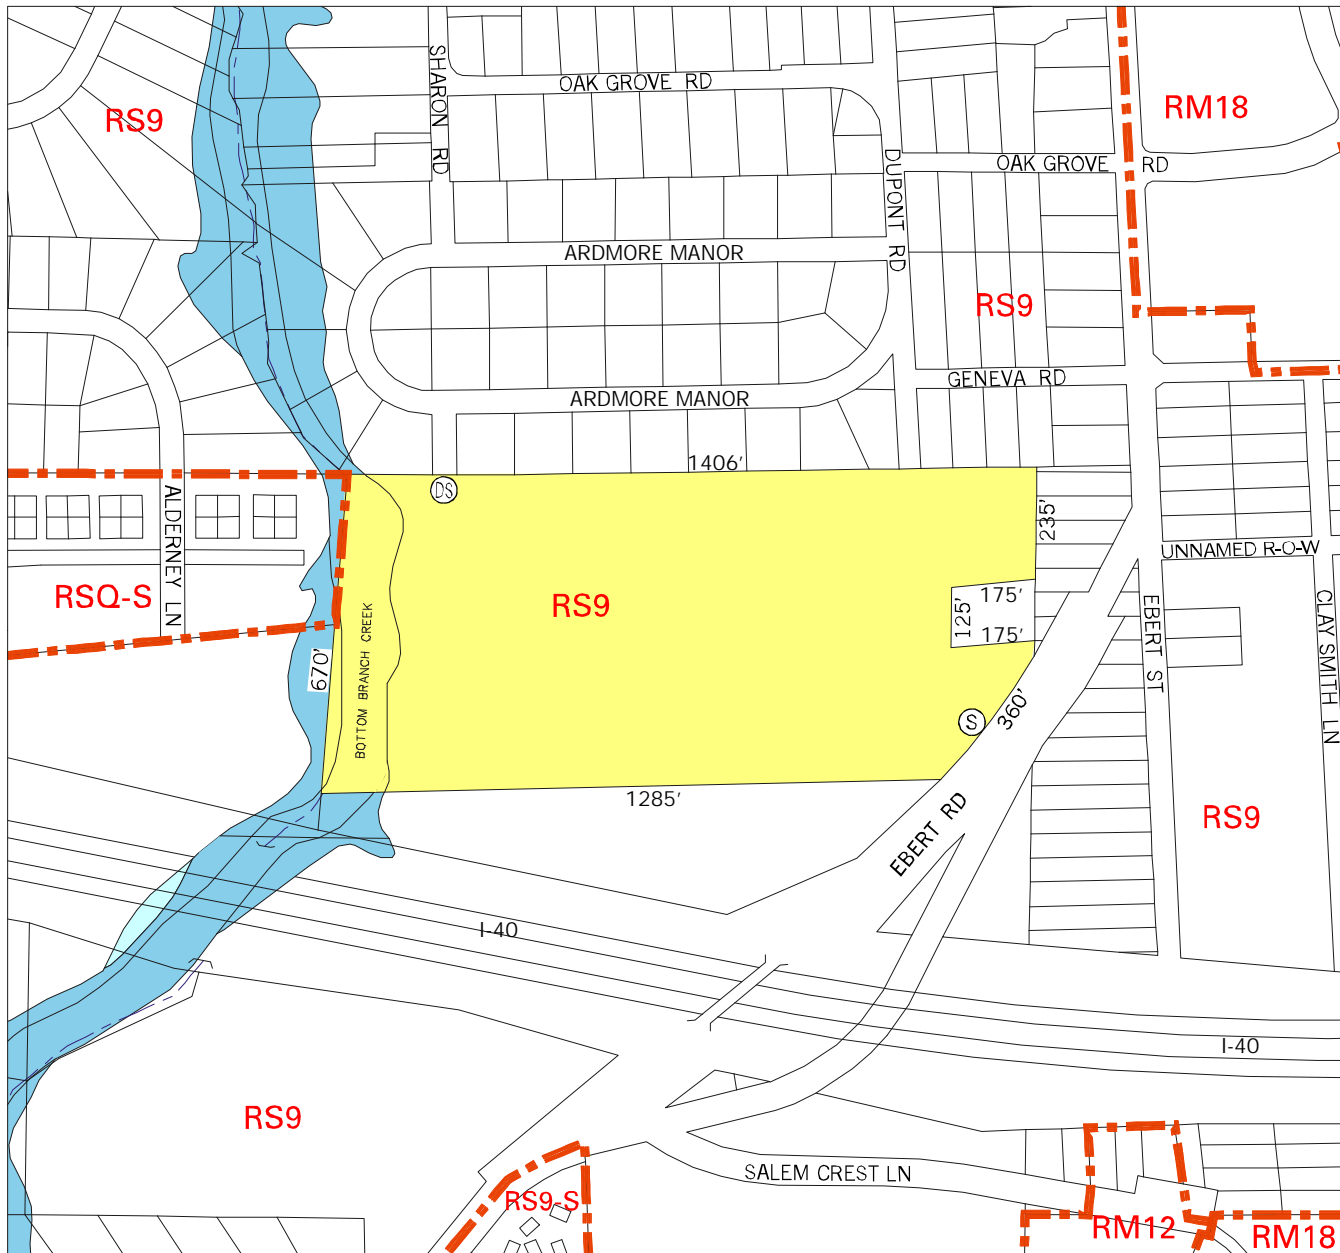 SHARON RD
OAK GROVE RD
RS9
RM18
DUPONT RD
OAK GROVE RD
ARDMORE MANOR
RS9
GENEVA RD
ARDMORE MANOR
1406'
DS
ALDERNEY LN
235'
UNNAMED R-O-W
RSQ-S
RS9
175'
125'
175'
EBERT ST
CLAY SMITH LN
BOTTOM BRANCH CREEK
670'
S
360'
1285'
EBERT RD
RS9
I-40
I-40
RS9
SALEM CREST LN
RS9-S
RM12
RM18